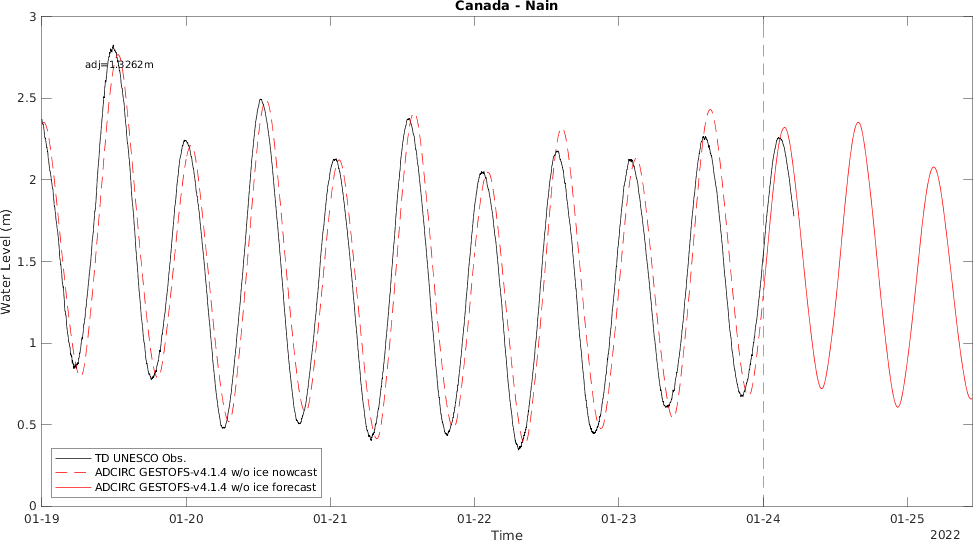 Canada - Nain
adj=1.3262m
3
2.5
2
1.5
1
0.5
0
Water Level (m)
TD UNESCO Obs.
ADCIRC GESTOFS-v4.1.4 w/o ice nowcast
ADCIRC GESTOFS-v4.1.4 w/o ice forecast
01-19 01-20 01-21 01-22 01-23 01-24 01-25
Time
2022